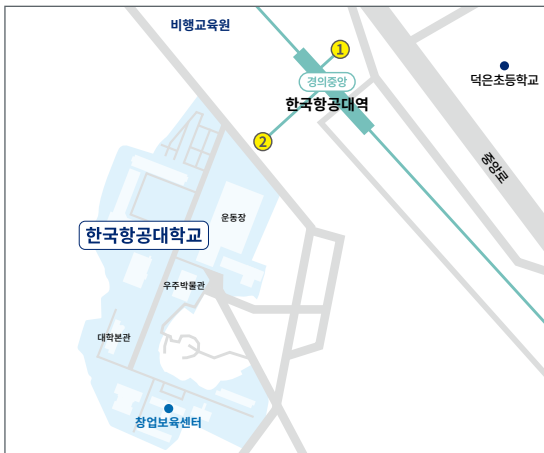 비행교육원
1
경의중앙
한국항공대역
덕은초등학교
2
중앙로
운동장
한국항공대학교
우주박물관
대학본관
창업보육센터